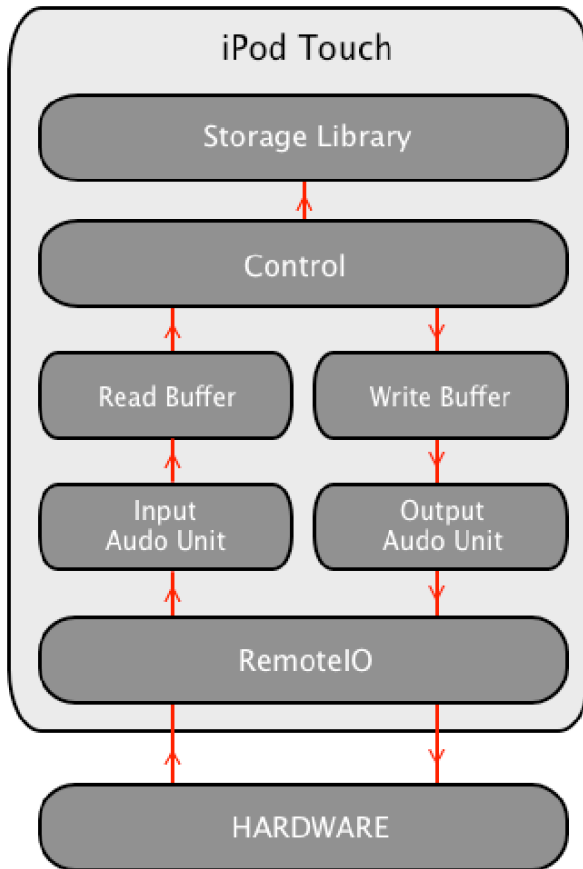 iPod Touch
Storage Library
Control
Read Buffer
Write Buffer
Input
Audo Unit
Output
Audo Unit
RemoteIO
HARDWARE